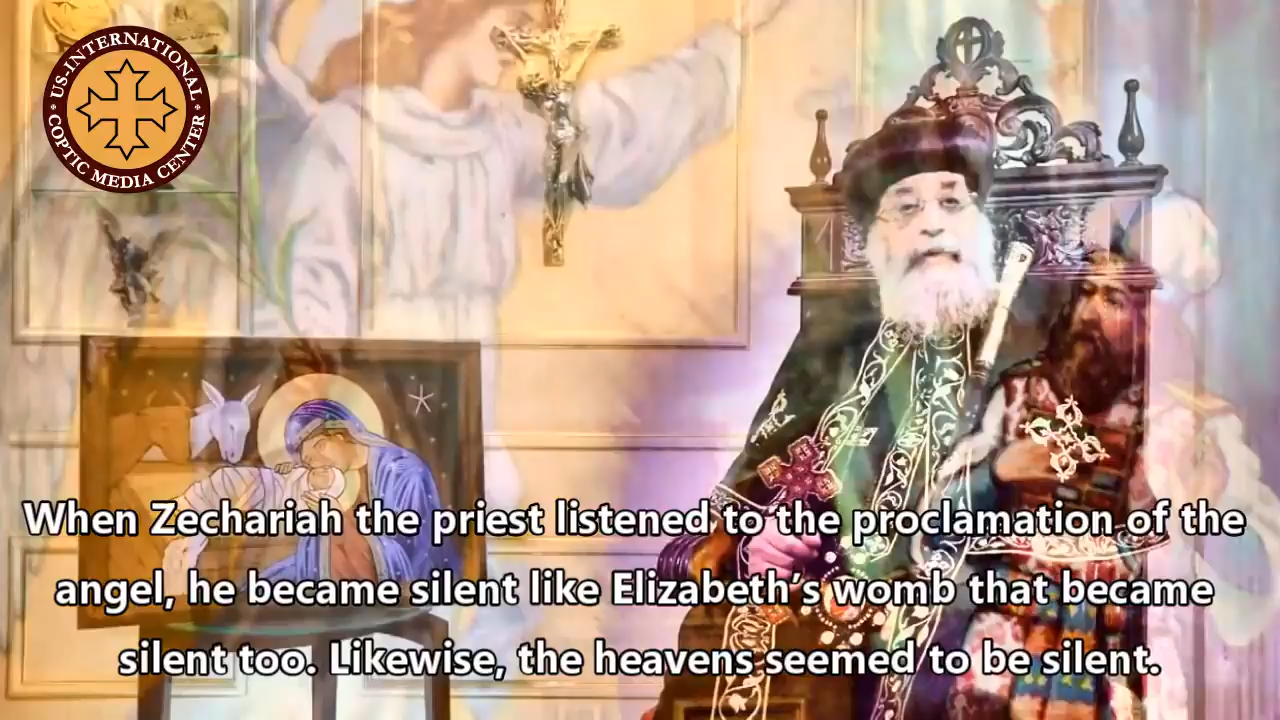 US-INTERNATIONAL
COPTIC MEDIA CENTER
When Zechariah the priest listened to the proclamation of the
angel, he became silent like Elizabeth’s womb that became
silent too. Likewise, the heavens seemed to be silent.